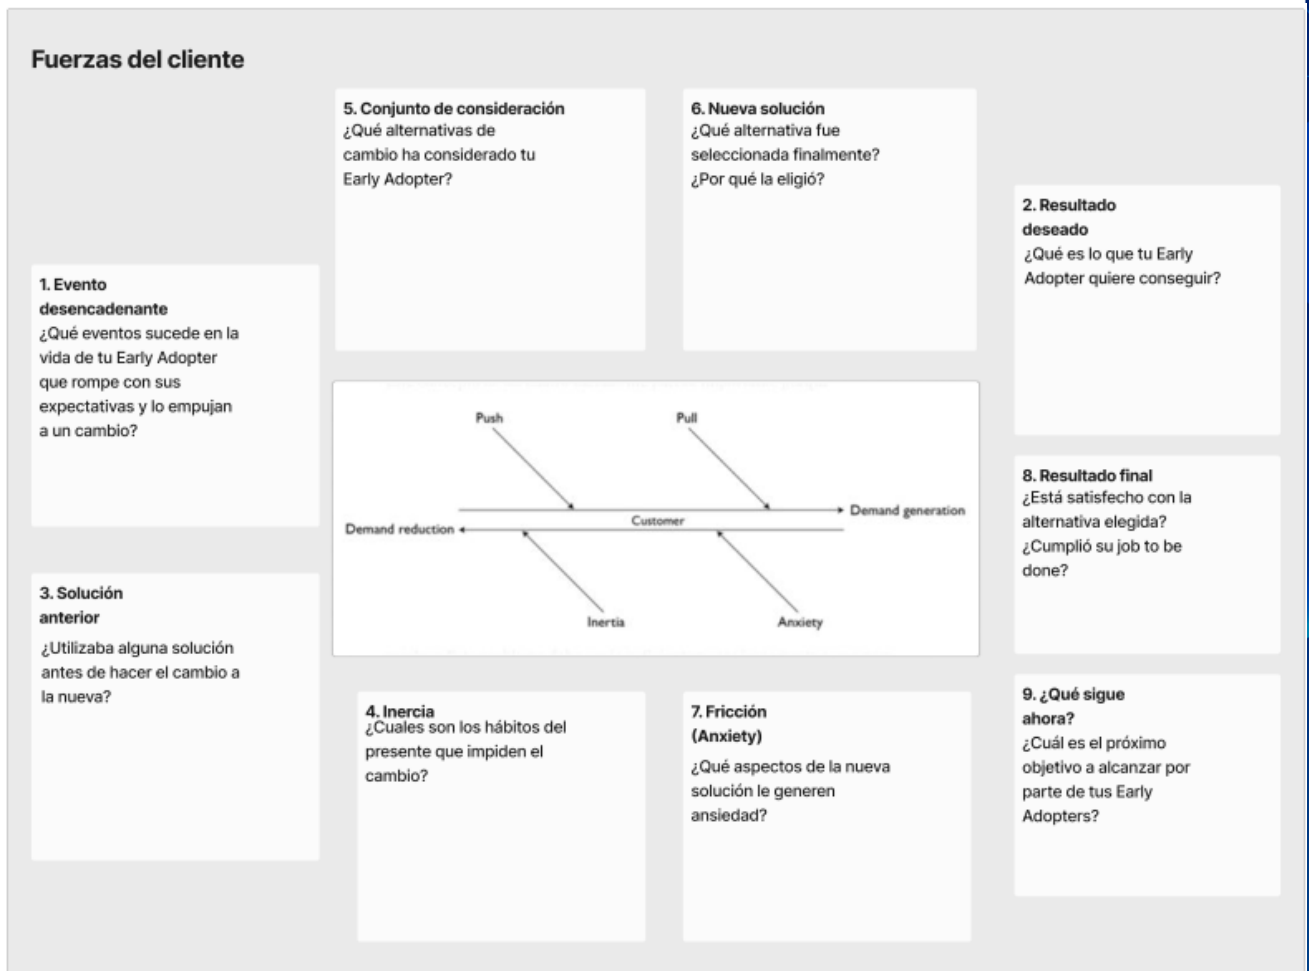 Fuerzas del cliente
5. Conjunto de consideración
¿Qué alternativas de
cambio ha considerado tu
Early Adopter?
6. Nueva solución
¿Qué alternativa fue
seleccionada finalmente?
¿Por qué la eligió?
2. Resultado
deseado
¿Qué es lo que tu Early
Adopter quiere conseguir?
1. Evento
desencadenante
¿Qué eventos sucede en la
vida de tu Early Adopter
que rompe con sus
expectativas y lo empujan
a un cambio?
Push
Pull
Demand generation
Customer
Demand reduction
Inertia
Anxiety
8. Resultado final
¿Está satisfecho con la
alternativa elegida?
¿Cumplió su job to be
done?
3. Solución
anterior
¿Utilizaba alguna solución
antes de hacer el cambio a
la nueva?
4. Inercia
¿Cuales son los hábitos del
presente que impiden el
cambio?
7. Fricción
(Anxiety)
¿Qué aspectos de la nueva
solución le generen
ansiedad?
9. ¿Qué sigue
ahora?
¿Cuál es el próximo
objetivo a alcanzar por
parte de tus Early
Adopters?